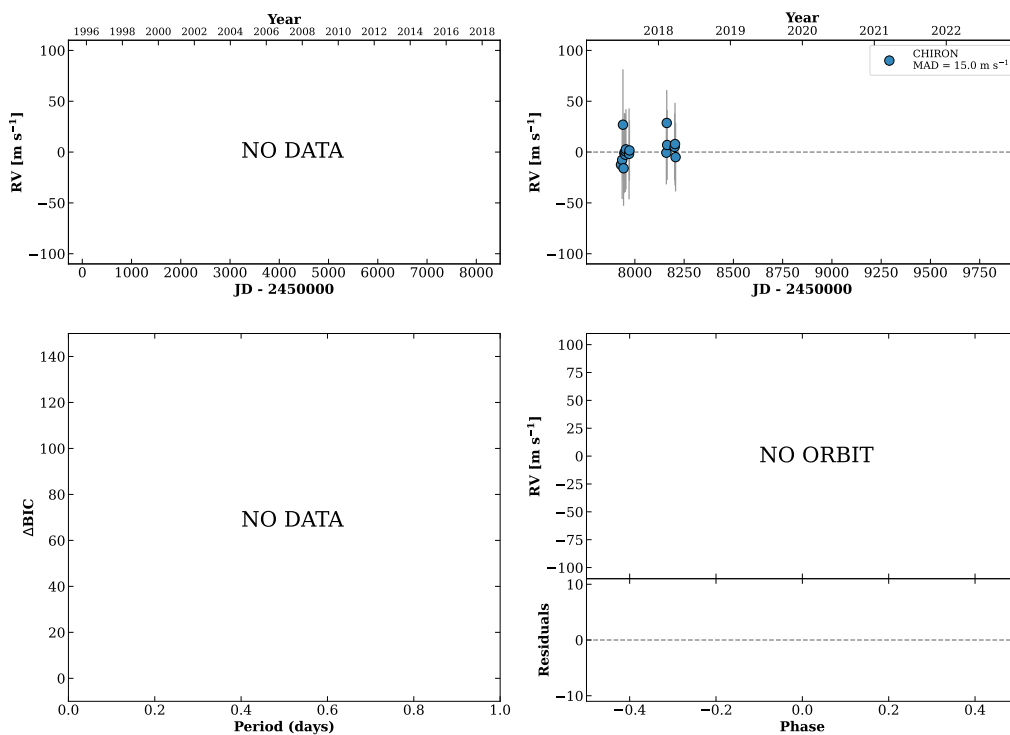 Year
1996 1998 2000 2002 2004 2006 2008 2010 2012 2014 2016 2018
100
50
0
−50
−100
RV [m s⁻¹]
NO DATA
0 1000 2000 3000 4000 5000 6000 7000 8000
JD - 2450000
Year
2018 2019 2020 2021 2022
CHIRON
MAD = 15.0 m s⁻¹
100
50
0
−50
−100
RV [m s⁻¹]
8000 8250 8500 8750 9000 9250 9500 9750
JD - 2450000
140
120
100
80
60
40
20
0
ΔBIC
NO DATA
0.0 0.2 0.4 0.6 0.8 1.0
Period (days)
100
75
50
25
0
−25
−50
−75
−100
RV [m s⁻¹]
NO ORBIT
10
0
−10
Residuals
−0.4 −0.2 0.0 0.2 0.4
Phase